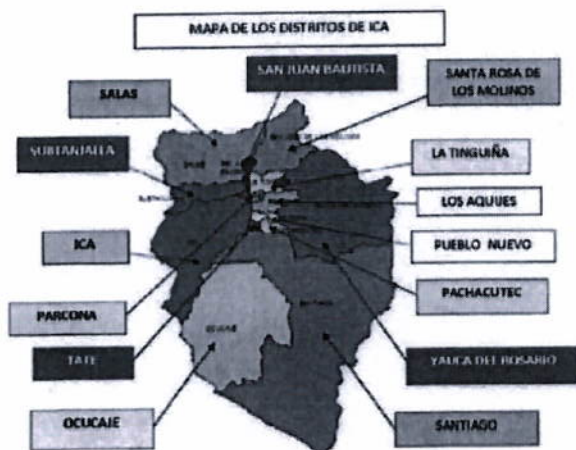 MAPA DE LOS DISTRITOS DE ICA
SAN JUAN BAUTISTA
SALAS
SANTA ROSA DE
LOS MOLINOS
SUBTANJALLA
LA TINGUIÑA
LOS AQUIJES
ICA
PUEBLO NUEVO
PACHACUTEC
PARCONA
TATE
YAUCA DEL ROSARIO
OCUCAJE
SANTIAGO